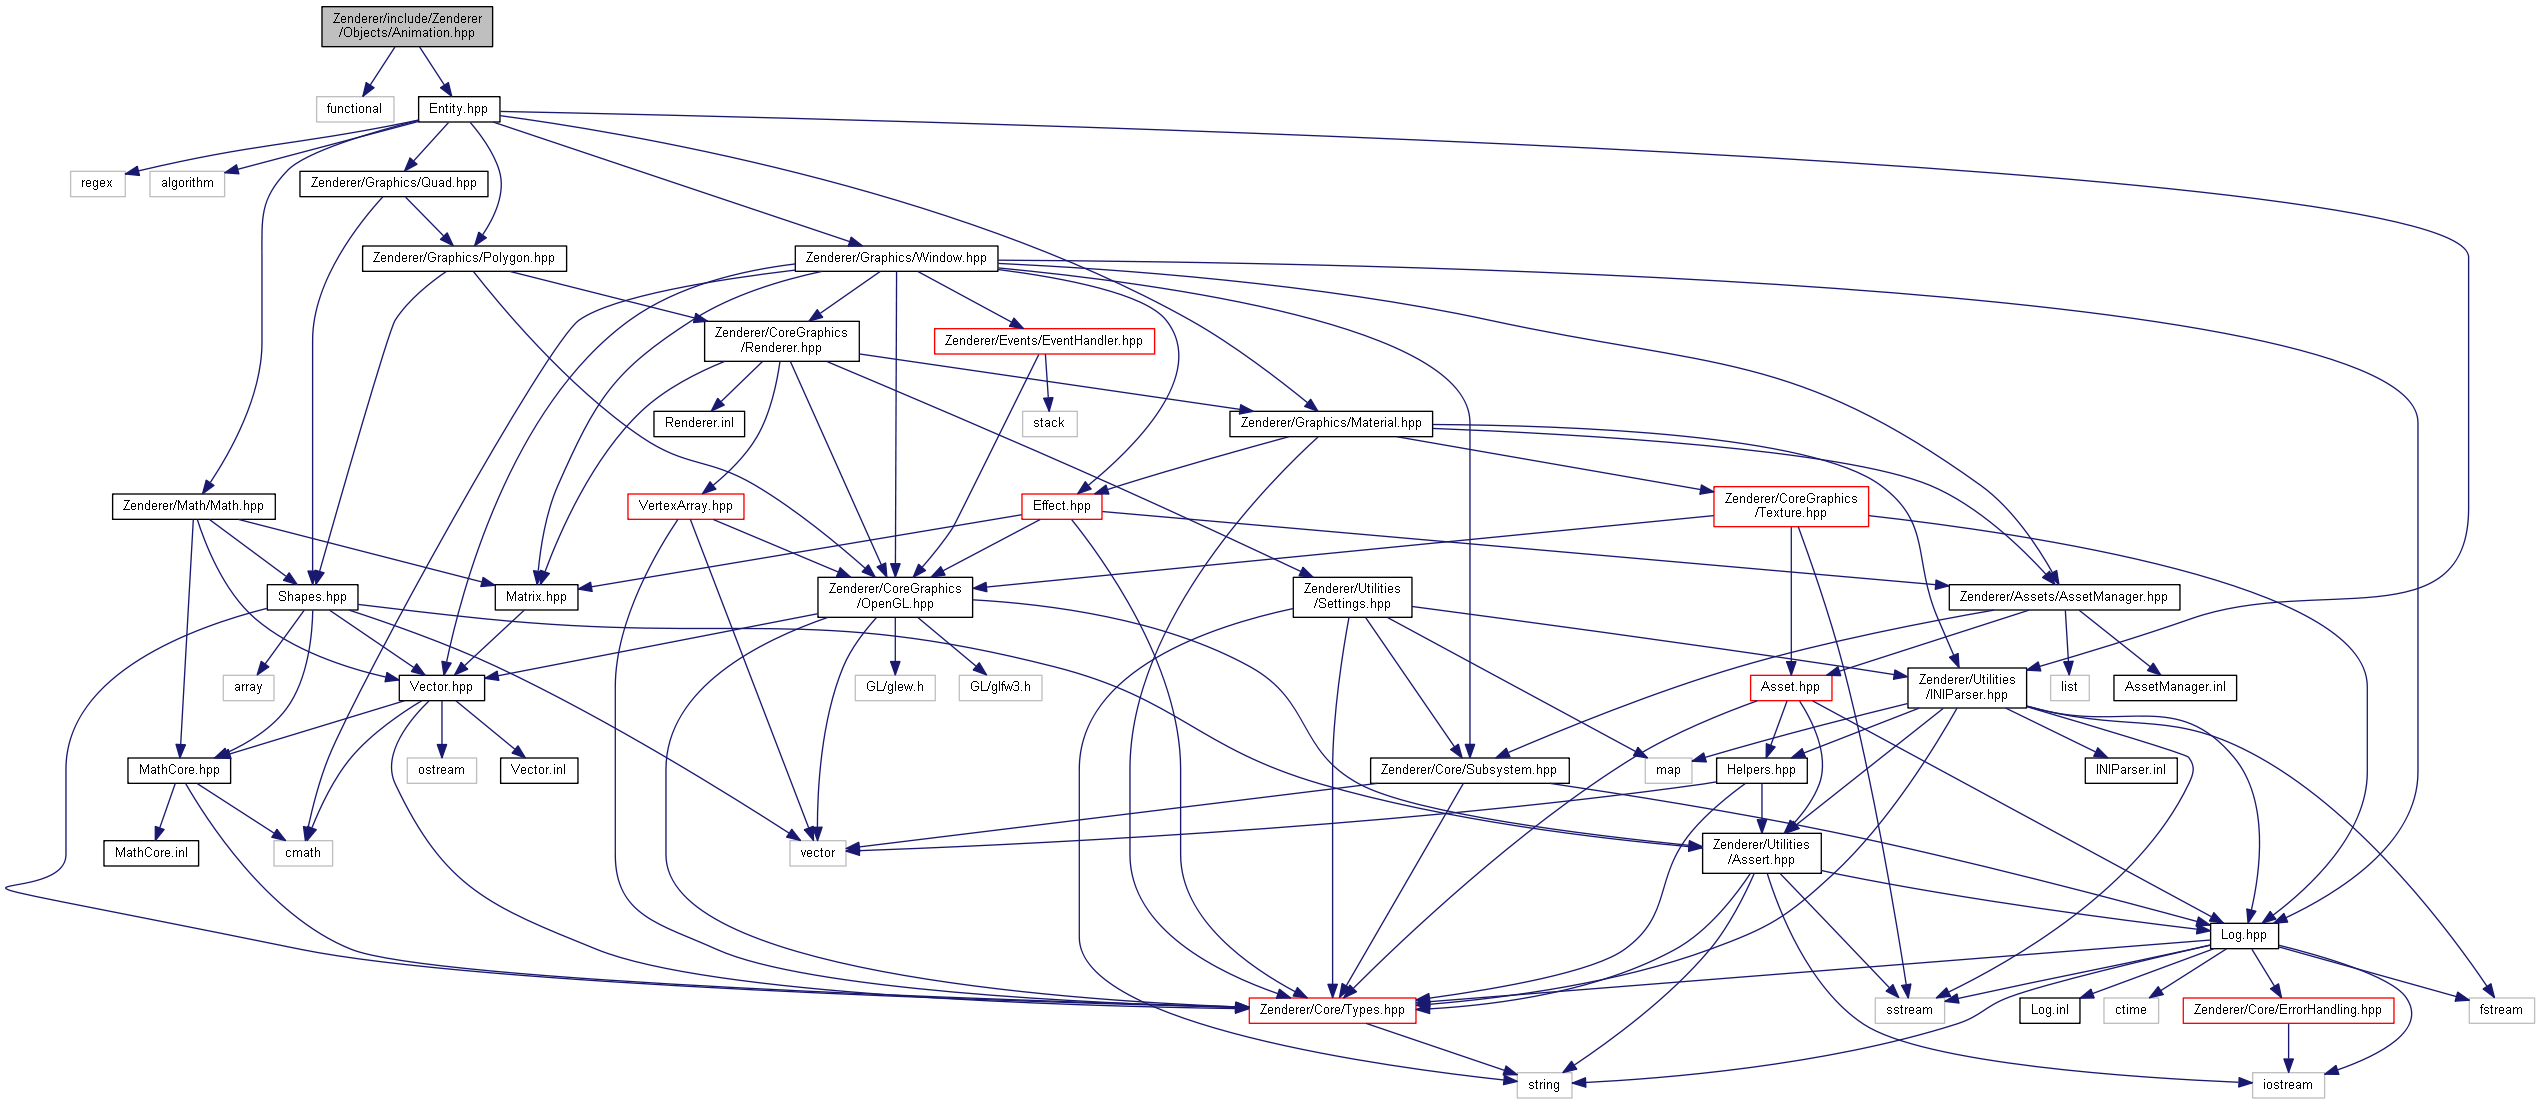 Zenderer/include/Zenderer
/Objects/Animation.hpp
functional
Entity.hpp
regex
algorithm
Zenderer/Graphics/Quad.hpp
Zenderer/Graphics/Polygon.hpp
Zenderer/Graphics/Window.hpp
Zenderer/CoreGraphics
/Renderer.hpp
Zenderer/Events/EventHandler.hpp
Renderer.inl
stack
Zenderer/Graphics/Material.hpp
Zenderer/Math/Math.hpp
VertexArray.hpp
Effect.hpp
Zenderer/CoreGraphics
/Texture.hpp
Shapes.hpp
Matrix.hpp
Zenderer/CoreGraphics
/OpenGL.hpp
Zenderer/Utilities
/Settings.hpp
Zenderer/Assets/AssetManager.hpp
array
Vector.hpp
GL/glew.h
GL/glfw3.h
Asset.hpp
Zenderer/Utilities
/INIParser.hpp
list
AssetManager.inl
MathCore.hpp
ostream
Vector.inl
Zenderer/Core/Subsystem.hpp
map
Helpers.hpp
INIParser.inl
MathCore.inl
cmath
vector
Zenderer/Utilities
/Assert.hpp
Log.hpp
Zenderer/Core/Types.hpp
sstream
Log.inl
ctime
Zenderer/Core/ErrorHandling.hpp
fstream
string
iostream